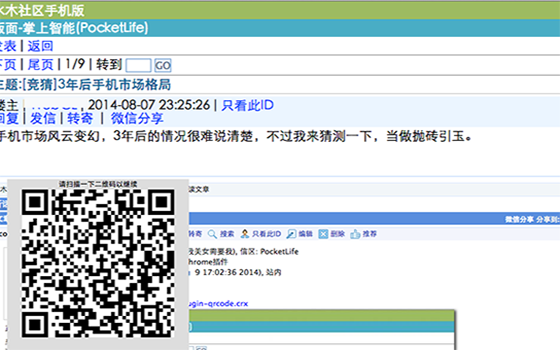 水木社区手机版
版面-掌上智能(PocketLife)
发表 | 返回
下页 | 尾页 | 1/9 | 转到 GO
主题:[竞猜]3年后手机市场格局
楼主, 2014-08-07 23:25:26 | 只看此ID
回复 | 发信 | 转寄 | 微信分享
手机市场风云变幻，3年后的情况很难说清楚，不过我来猜测一下，当做抛砖引玉。
请扫描一下二维码以继续
读文章
微信分享 分享到:
转寄 搜索 只看此ID 编辑 删除 推荐
美女需要我), 信区: PocketLife
hrome插件
9 17:02:36 2014), 站内
ugin-qrcode.crx